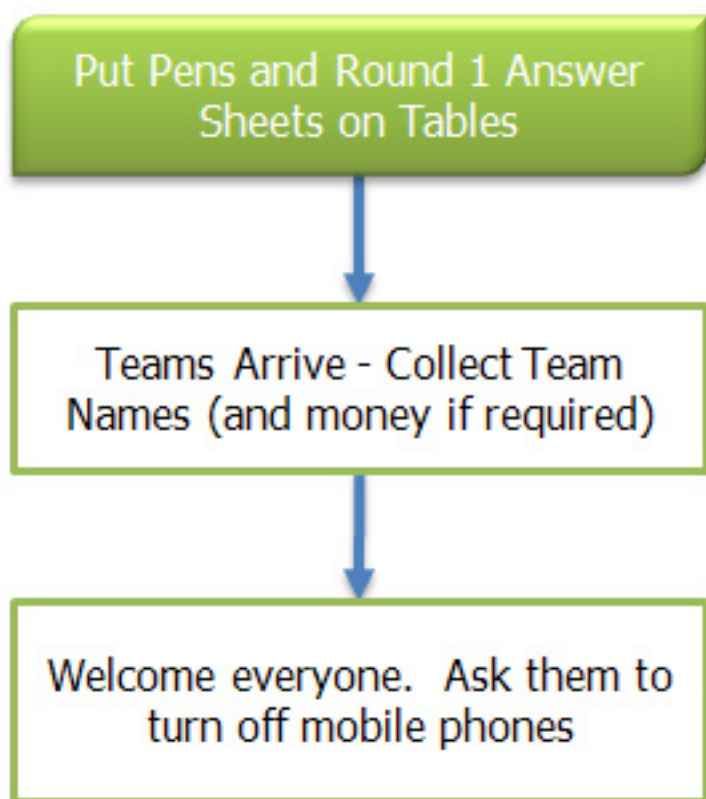 Put Pens and Round 1 Answer
Sheets on Tables
Teams Arrive - Collect Team
Names (and money if required)
Welcome everyone.  Ask them to
turn off mobile phones